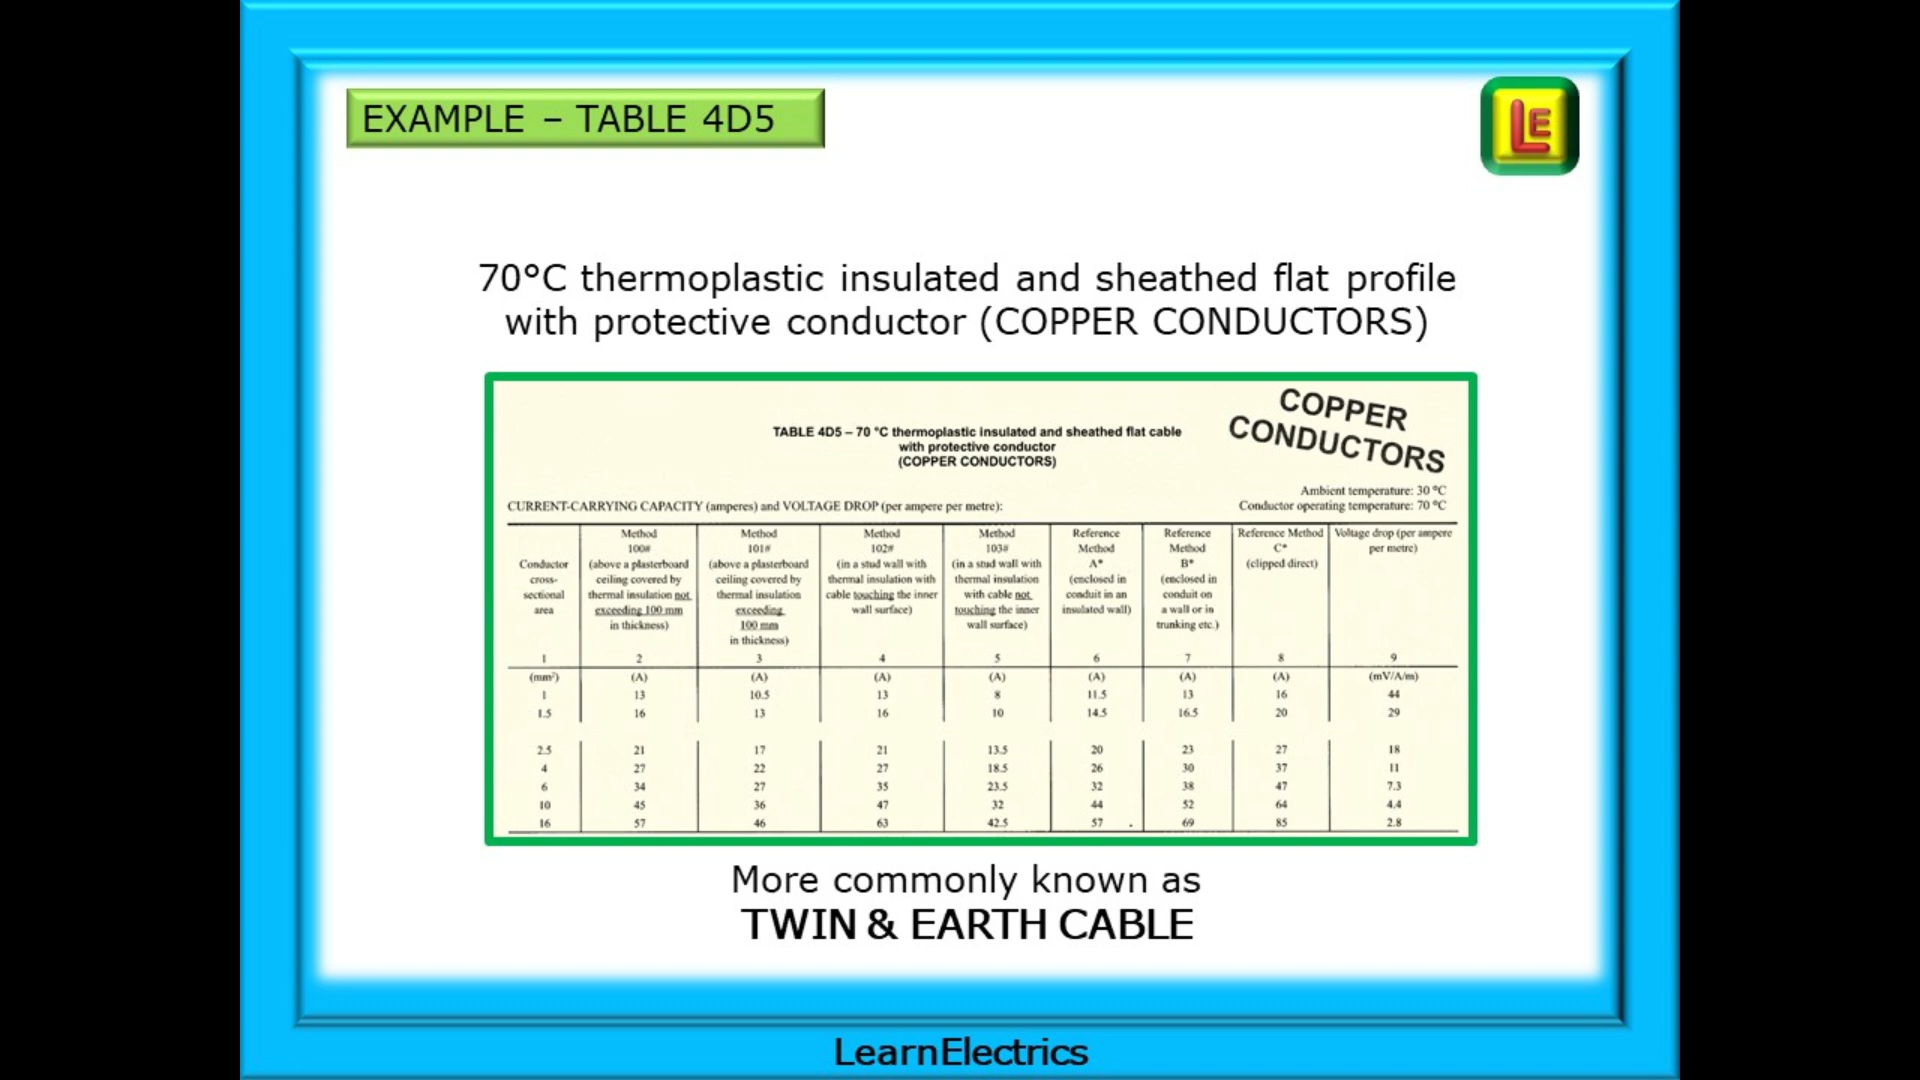 EXAMPLE – TABLE 4D5
LE
70°C thermoplastic insulated and sheathed flat profile
with protective conductor (COPPER CONDUCTORS)
COPPER
CONDUCTORS
TABLE 4D5 – 70 °C thermoplastic insulated and sheathed flat cable
with protective conductor
(COPPER CONDUCTORS)
Ambient temperature: 30 °C
CURRENT-CARRYING CAPACITY (amperes) and VOLTAGE DROP (per ampere per metre): Conductor operating temperature: 70 °C
Conductor
cross-
sectional
area
1
Method
100#
(above a plasterboard
ceiling covered by
thermal insulation not
exceeding 100 mm
in thickness)
2
Method
101#
(above a plasterboard
ceiling covered by
thermal insulation
exceeding
100 mm
in thickness)
3
Method
102#
(in a stud wall with
thermal insulation with
cable touching the inner
wall surface)
4
Method
103#
(in a stud wall with
thermal insulation
with cable not
touching the inner
wall surface)
5
Reference
Method
A*
(enclosed in
conduit in an
insulated wall)
6
Reference
Method
B*
(enclosed in
conduit on
a wall or in
trunking etc.)
7
Reference Method
C*
(clipped direct)
8
Voltage drop (per ampere
per metre)
9
(mm²) (A) (A) (A) (A) (A) (A) (A) (mV/A/m)
1 13 10.5 13 8 11.5 13 16 44
1.5 16 13 16 10 14.5 16.5 20 29
2.5 21 17 21 13.5 20 23 27 18
4 27 22 27 18.5 26 30 37 11
6 34 27 35 23.5 32 38 47 7.3
10 45 36 47 32 44 52 64 4.4
16 57 46 63 42.5 57 69 85 2.8
More commonly known as
TWIN & EARTH CABLE
LearnElectrics